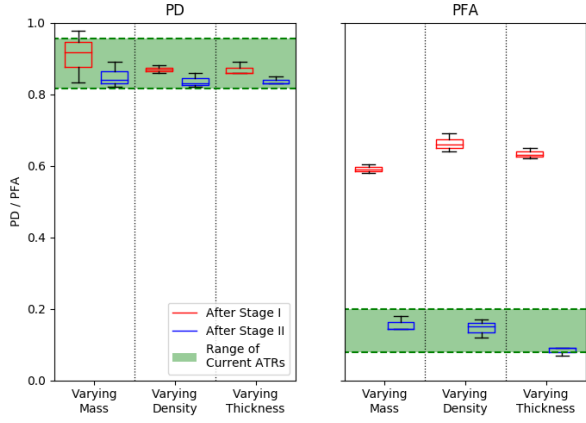 PD
PFA
PD / PFA
1.0
0.8
0.6
0.4
0.2
0.0
After Stage I
After Stage II
Range of
Current ATRs
Varying
Mass
Varying
Density
Varying
Thickness
Varying
Mass
Varying
Density
Varying
Thickness